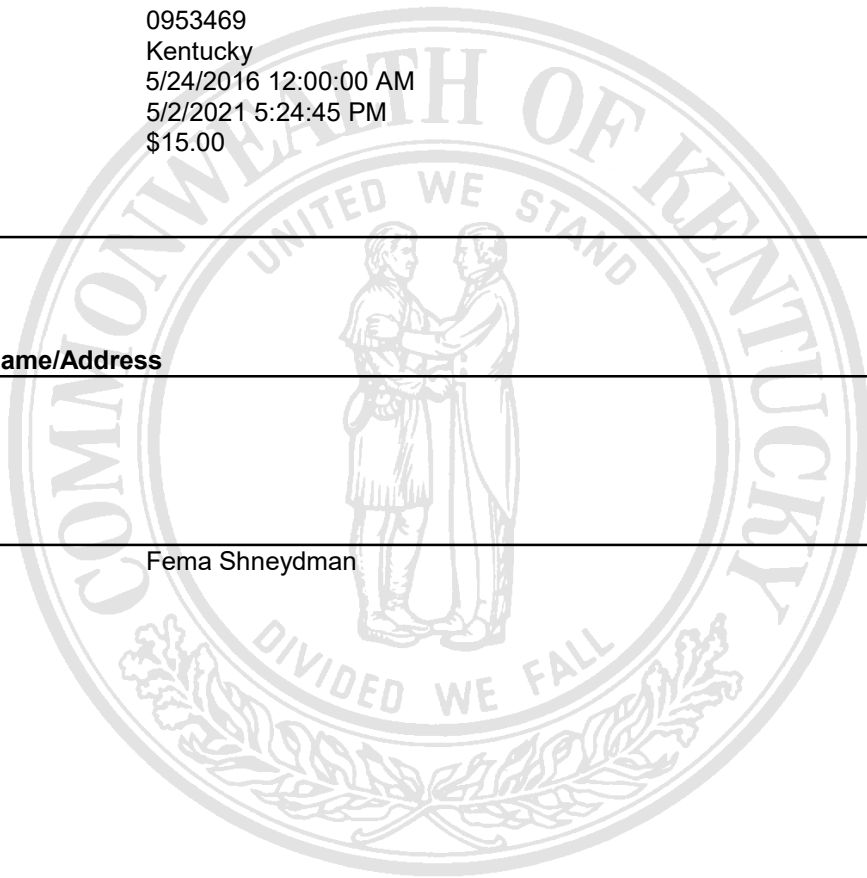 0953469
Kentucky
5/24/2016 12:00:00 AM
5/2/2021 5:24:45 PM
$15.00
COMMONWEALTH OF KENTUCKY
UNITED WE STAND
ame/Address
Fema Shneydman
DIVIDED WE FALL